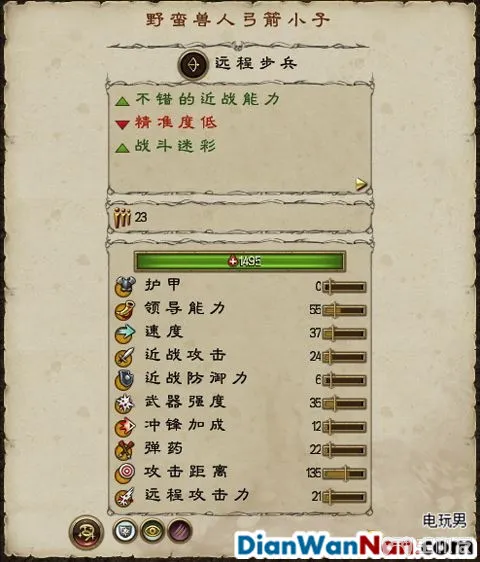 野蛮兽人弓箭小子
远程步兵
不错的近战能力
精准度低
战斗迷彩
23
1495
护甲 0
领导能力 55
速度 37
近战攻击 24
近战防御力 6
武器强度 35
冲锋加成 12
弹药 22
攻击距离 135
远程攻击力 21
电玩男
DianWanNan.com